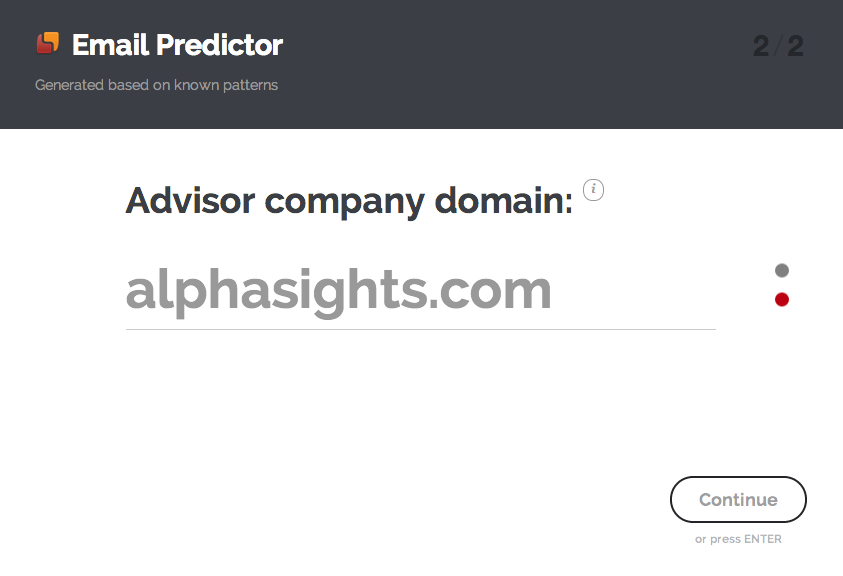 Email Predictor
2/2
Generated based on known patterns
Advisor company domain: i
alphasights.com
Continue
or press ENTER